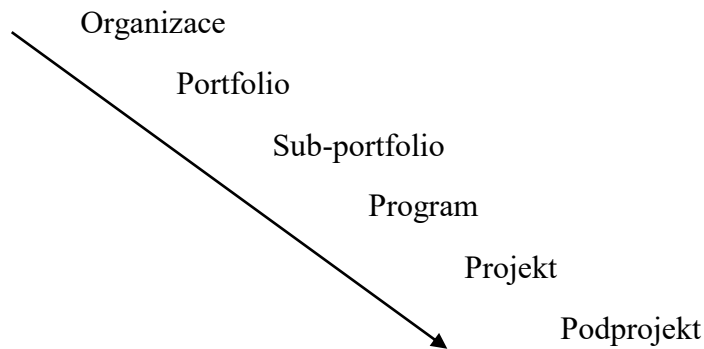 Organizace
Portfolio
Sub-portfolio
Program
Projekt
Podprojekt